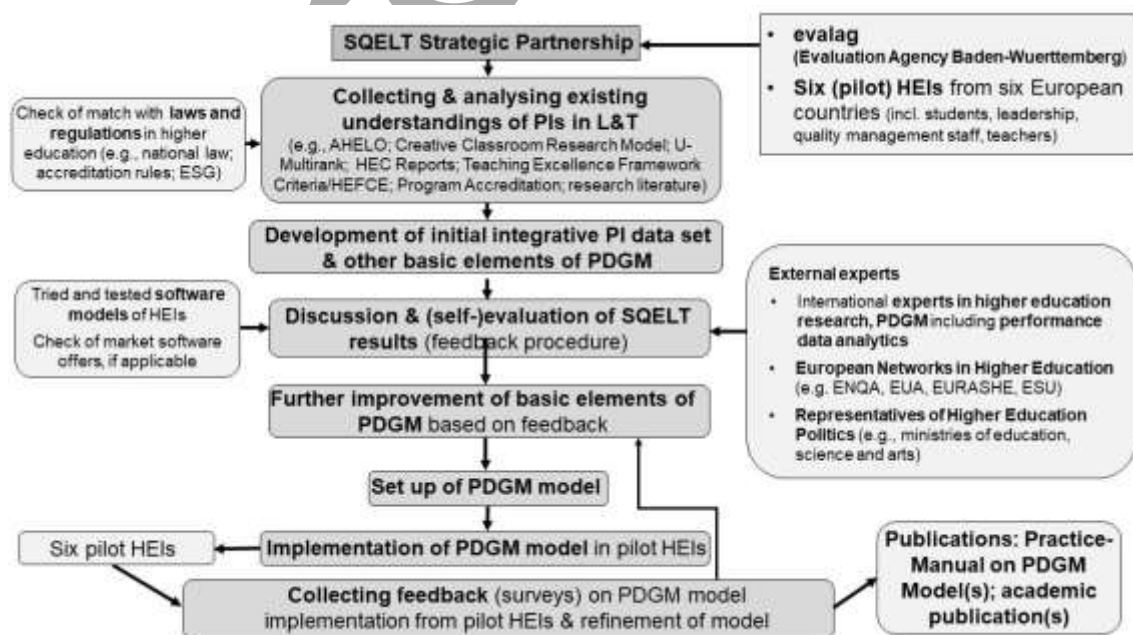 SQELT Strategic Partnership
• evalag
(Evaluation Agency Baden-Wuerttemberg)
• Six (pilot) HEIs from six European
countries (incl. students, leadership,
quality management staff, teachers)
Check of match with laws and
regulations in higher
education (e.g., national law;
accreditation rules; ESG)
Collecting & analysing existing
understandings of PIs in L&T
(e.g., AHELO; Creative Classroom Research Model; U-
Multirank; HEC Reports; Teaching Excellence Framework
Criteria/HEFCE; Program Accreditation; research literature)
Development of initial integrative PI data set
& other basic elements of PDGM
Tried and tested software
models of HEIs
Check of market software
offers, if applicable
Discussion & (self-)evaluation of SQELT
results (feedback procedure)
External experts
• International experts in higher education
research, PDGM including performance
data analytics
• European Networks in Higher Education
(e.g. ENQA, EUA, EURASHE, ESU)
• Representatives of Higher Education
Politics (e.g., ministries of education,
science and arts)
Further improvement of basic elements of
PDGM based on feedback
Set up of PDGM model
Six pilot HEIs
Implementation of PDGM model in pilot HEIs
Collecting feedback (surveys) on PDGM model
implementation from pilot HEIs & refinement of model
Publications: Practice-
Manual on PDGM
Model(s); academic
publication(s)